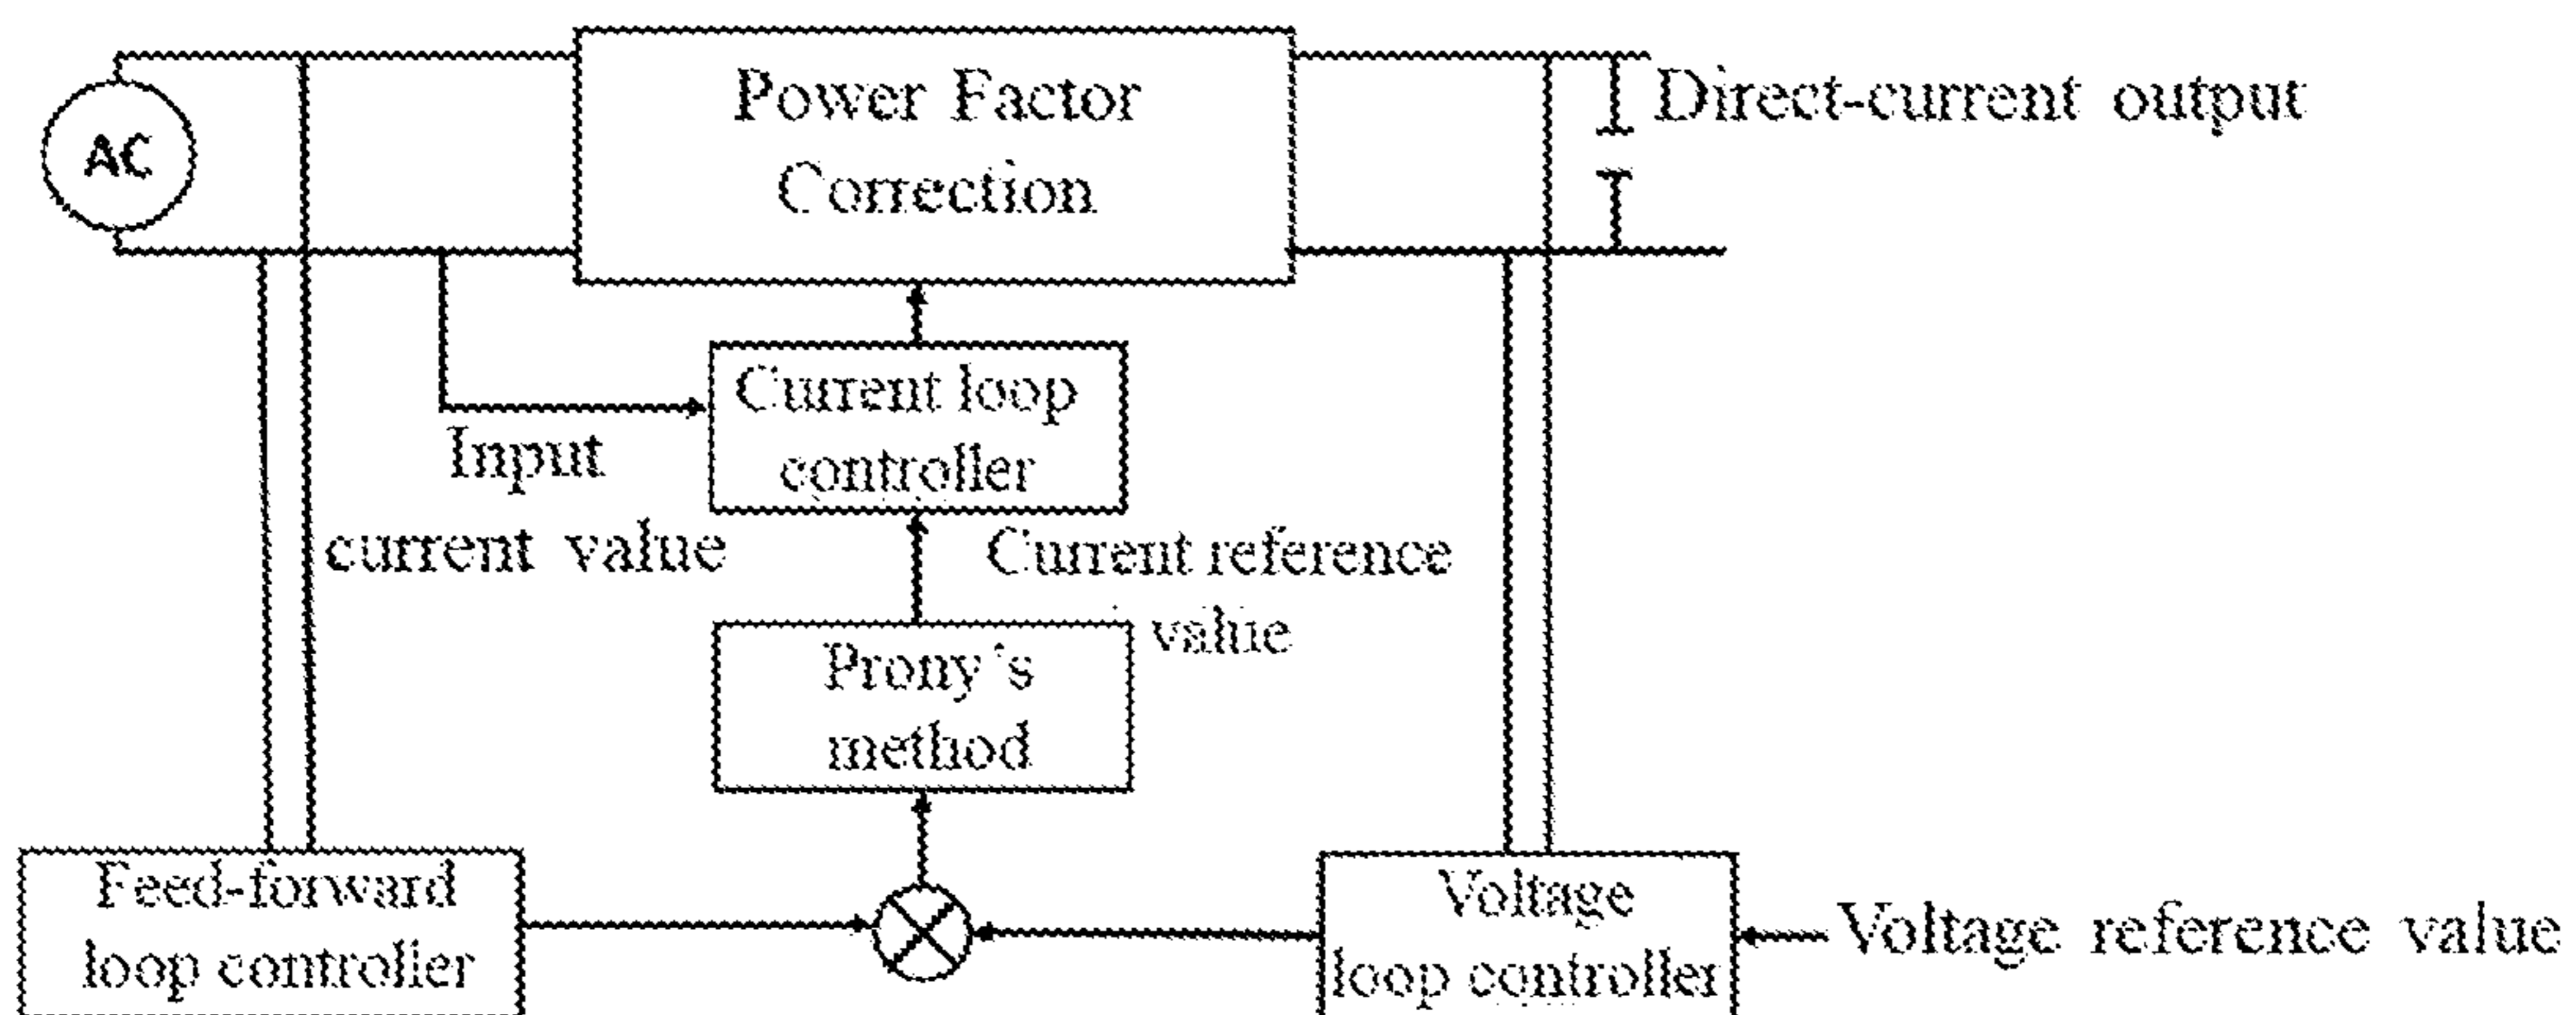 AC
Power Factor
Correction
Direct-current output
Current loop
controller
Input
current value
Current reference
value
Prony's
method
Feed-forward
loop controller
Voltage
loop controller
Voltage reference value